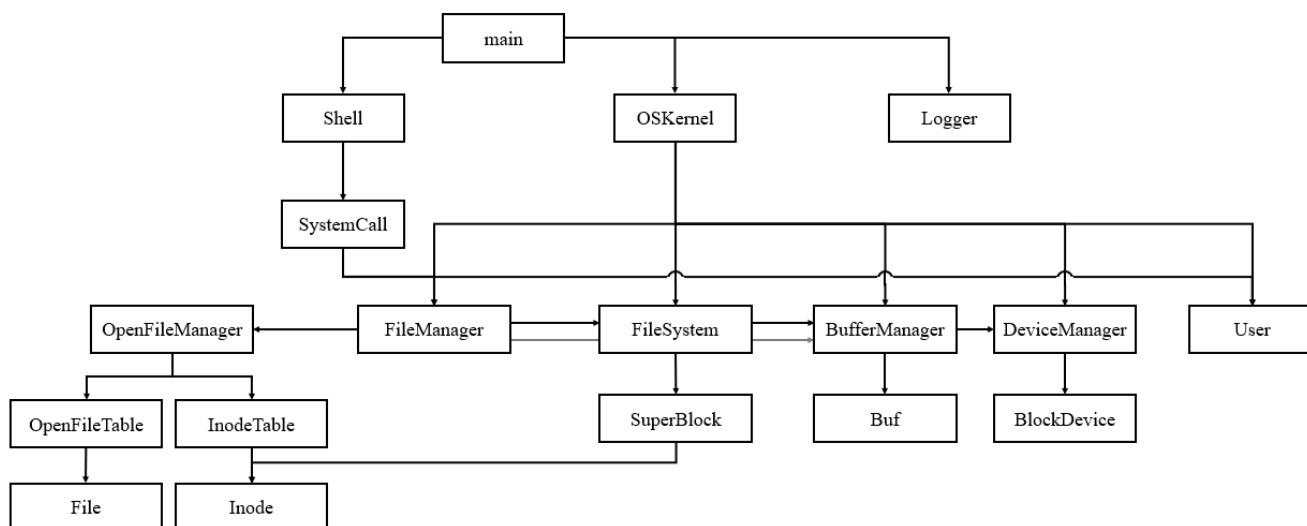 main
Shell
OSKernel
Logger
SystemCall
OpenFileManager
FileManager
FileSystem
BufferManager
DeviceManager
User
OpenFileTable
InodeTable
SuperBlock
Buf
BlockDevice
File
Inode